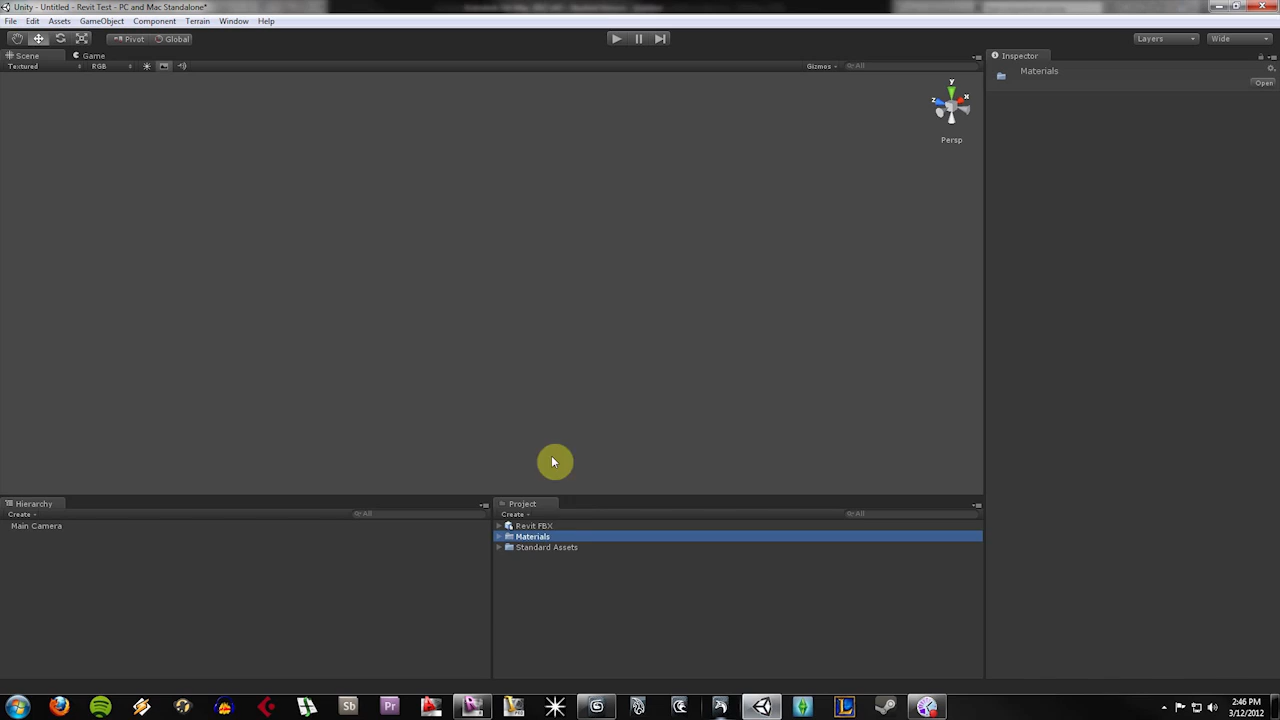 Unity - Untitled - Revit Test - PC and Mac Standalone*
File Edit Assets GameObject Component Terrain Window Help
Pivot Global Layers Wide
Scene Game Inspector
Textured RGB Gizmos All
Materials
Open
y
x
z
Persp
Hierarchy Project
Create All Create All
Main Camera Revit FBX
Materials
Standard Assets
Sb Pr L
2:46 PM
3/12/2012